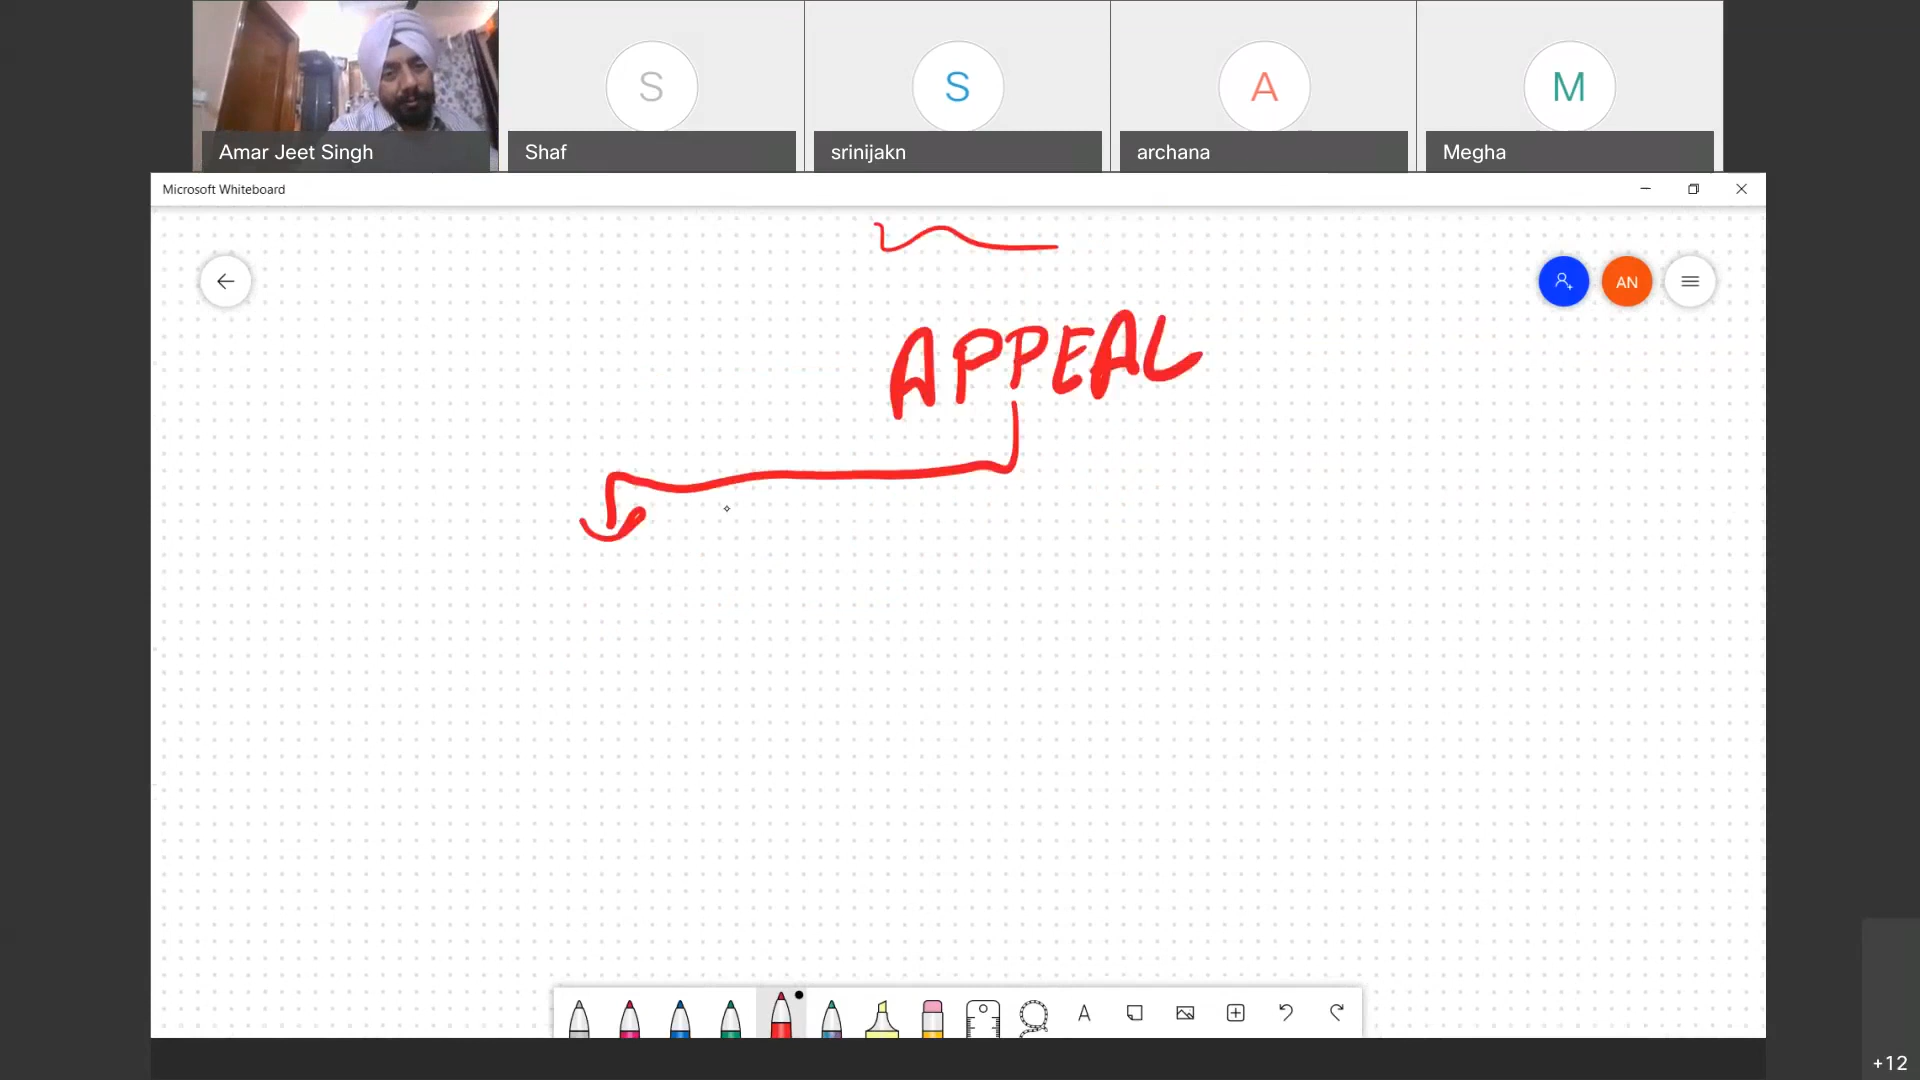 Amar Jeet Singh
S
Shaf
S
srinijakn
A
archana
M
Megha
Microsoft Whiteboard
AN
APPEAL
A
+12